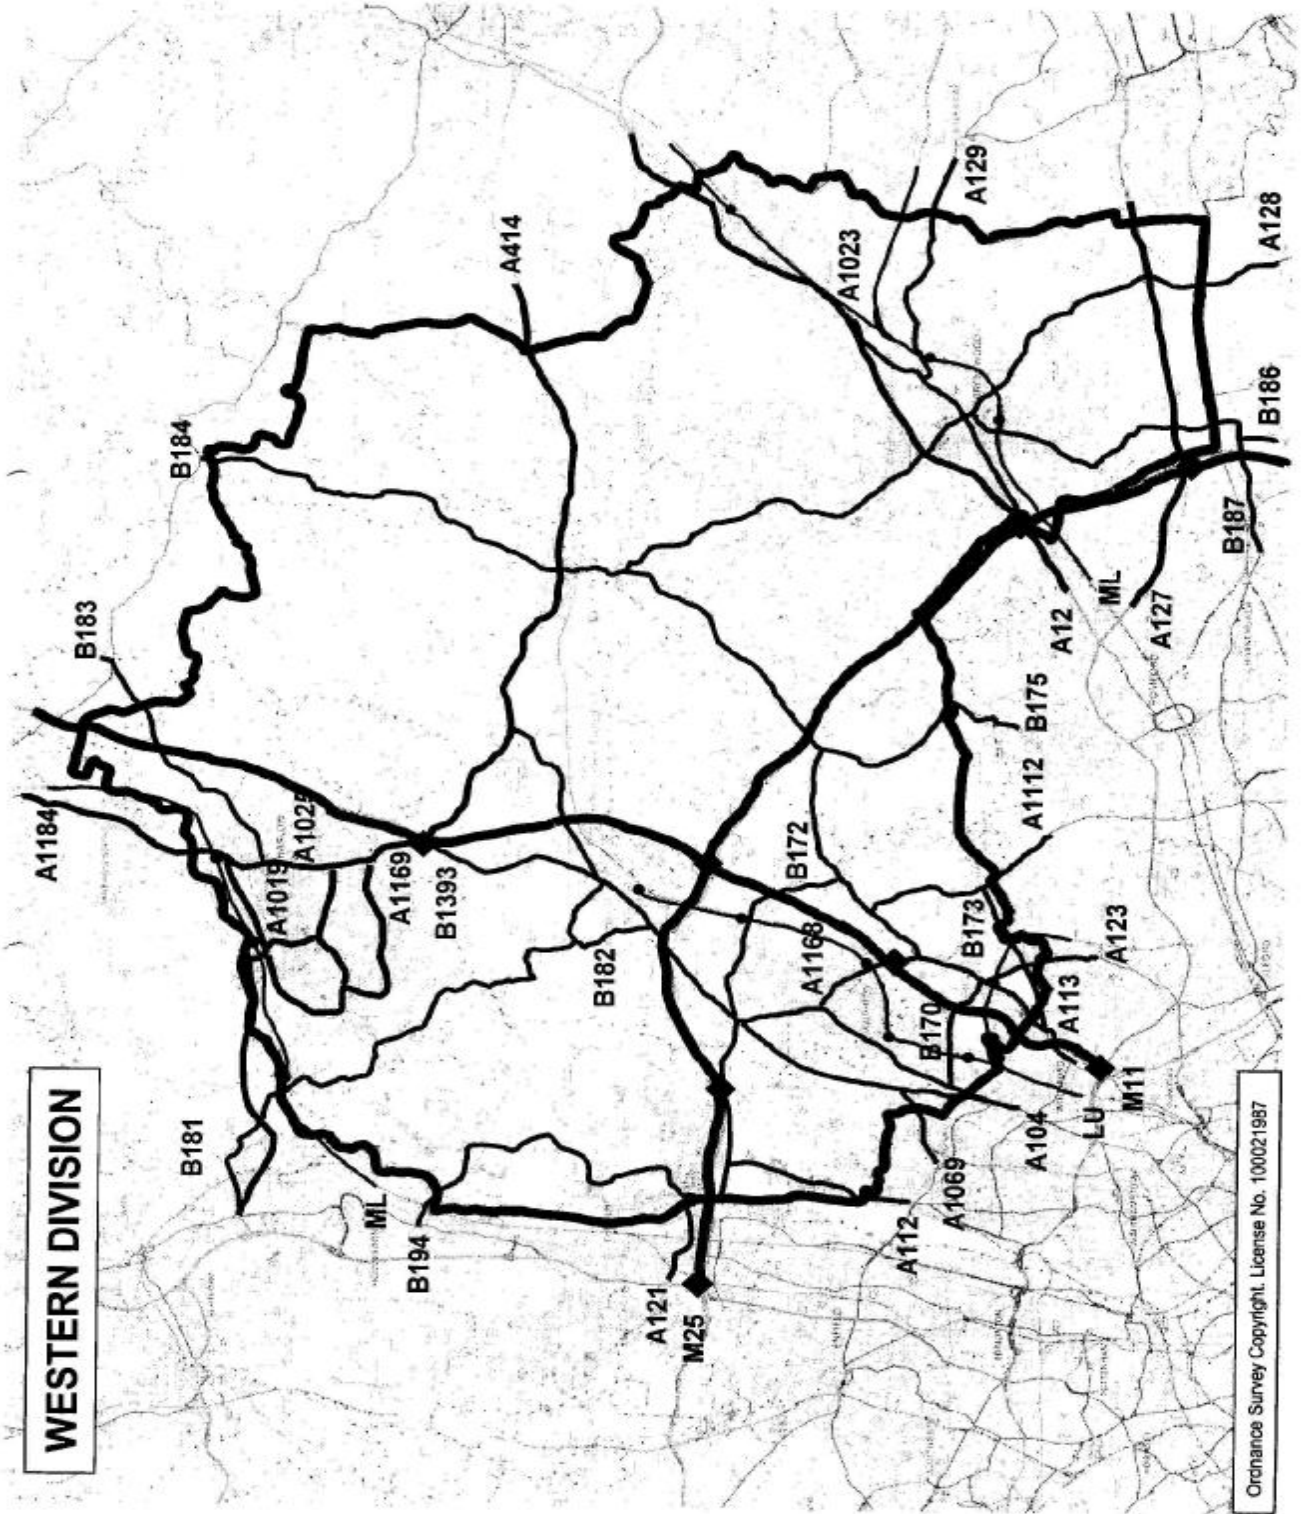 WESTERN DIVISION
A1184
B183
B184
A414
A1025
A1019
A1169
B1393
B181
ML
B194
B182
A121
M25
B172
A1168
A1023
A129
A128
B186
B187
A127
ML
A12
B175
A1112
B173
A123
A113
B170
M11
LU
A104
A1069
A112
Ordnance Survey Copyright. License No. 100021987